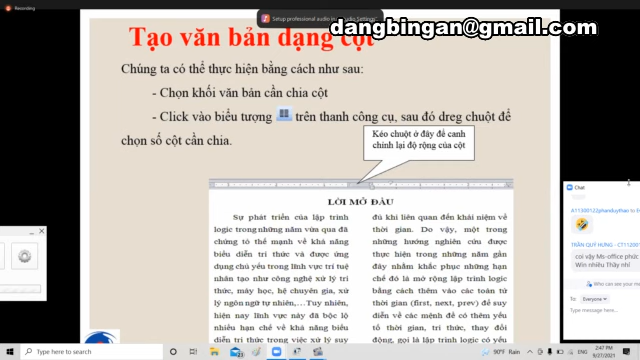 Recording
Setup professional audio in Audio Settings
dangbingan@gmail.com
Tạo văn bản dạng cột
Chúng ta có thể thực hiện bằng cách như sau:
- Chọn khối văn bản cần chia cột
- Click vào biểu tượng trên thanh công cụ, sau đó dreg chuột để
chọn số cột cần chia.
Kéo chuột ở đây để canh
chỉnh lại độ rộng của cột
LỜI MỞ ĐẦU
Sự phát triển của lập trình
logic trong những năm vừa qua đã
chứng tỏ thế mạnh về khả năng
biểu diễn tri thức và được ứng
dụng chủ yếu trong lĩnh vực trí tuệ
nhân tạo như công nghệ xử lý tri
thức, máy học, hệ chuyên gia, xử
lý ngôn ngữ tự nhiên,...Tuy nhiên,
hiện nay lĩnh vực này đã bộc lộ
nhiều hạn chế về khả năng biểu
diễn tri thức trong việc xử lý suy
đủ khi liên quan đến khái niệm về
thời gian. Do vậy, một trong
những hướng nghiên cứu được
thực hiện trong những năm gần
đây nhằm khắc phục những hạn
chế đó là mở rộng lập trình logic
bằng cách thêm vào các toán tử
thời gian (first, next, prev) để suy
diễn về các mệnh đề có thêm yếu
tố thời gian, tri thức, thay đổi
động, gọi là lập trình logic có yếu
Chat
to
TRẦN QUÝ HƯNG - CT11200
coi vậy Ms-office phức
Win nhiều Thầy nhỉ
Who can see your me
To: Everyone
Type message here...
Type here to search
90°F Rain
2:47 PM
9/27/2021